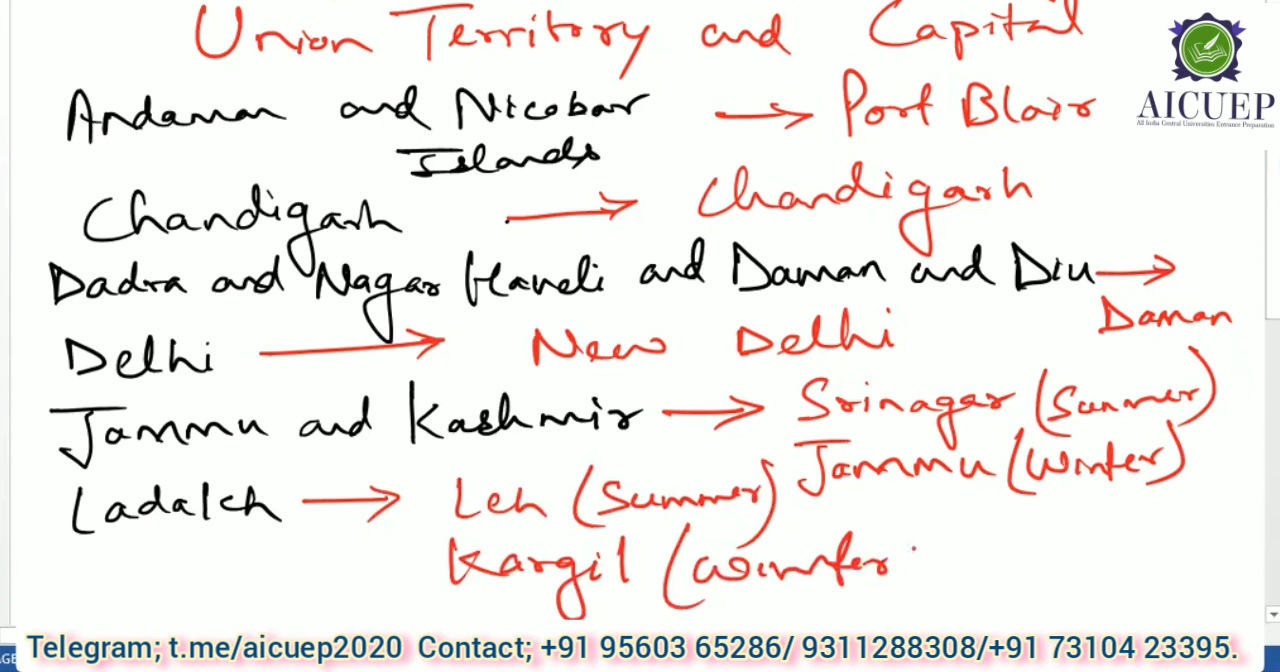 Union Territory and Capital
AICUEP
All India Central Universities Entrance Preparation
Andaman and Nicobar Islands → Port Blair
Chandigarh → Chandigarh
Dadra and Nagar Haveli and Daman and Diu → Daman
Delhi → New Delhi
Jammu and Kashmir → Srinagar (Summer)
Jammu (Winter)
Ladakh → Leh (Summer)
Kargil (Winter
Telegram; t.me/aicuep2020 Contact; +91 95603 65286/ 9311288308/+91 73104 23395.